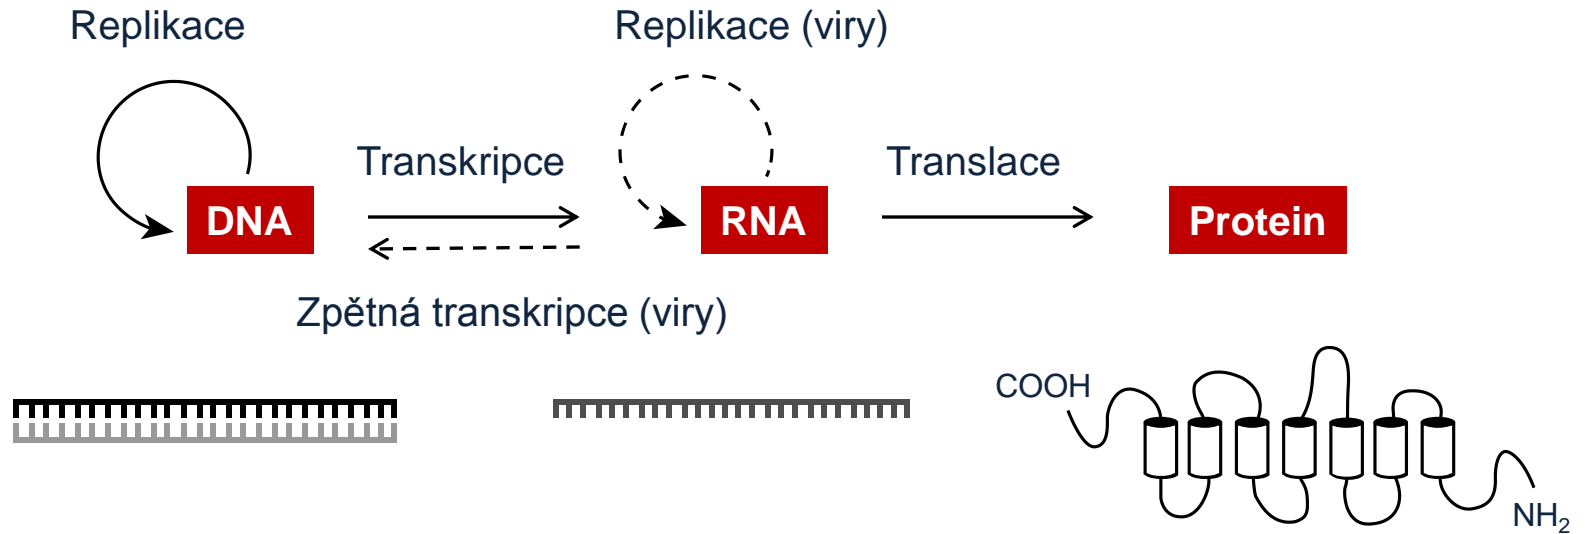 Replikace
Replikace (viry)
Transkripce
Translace
DNA
RNA
Protein
Zpětná transkripce (viry)
COOH
NH₂